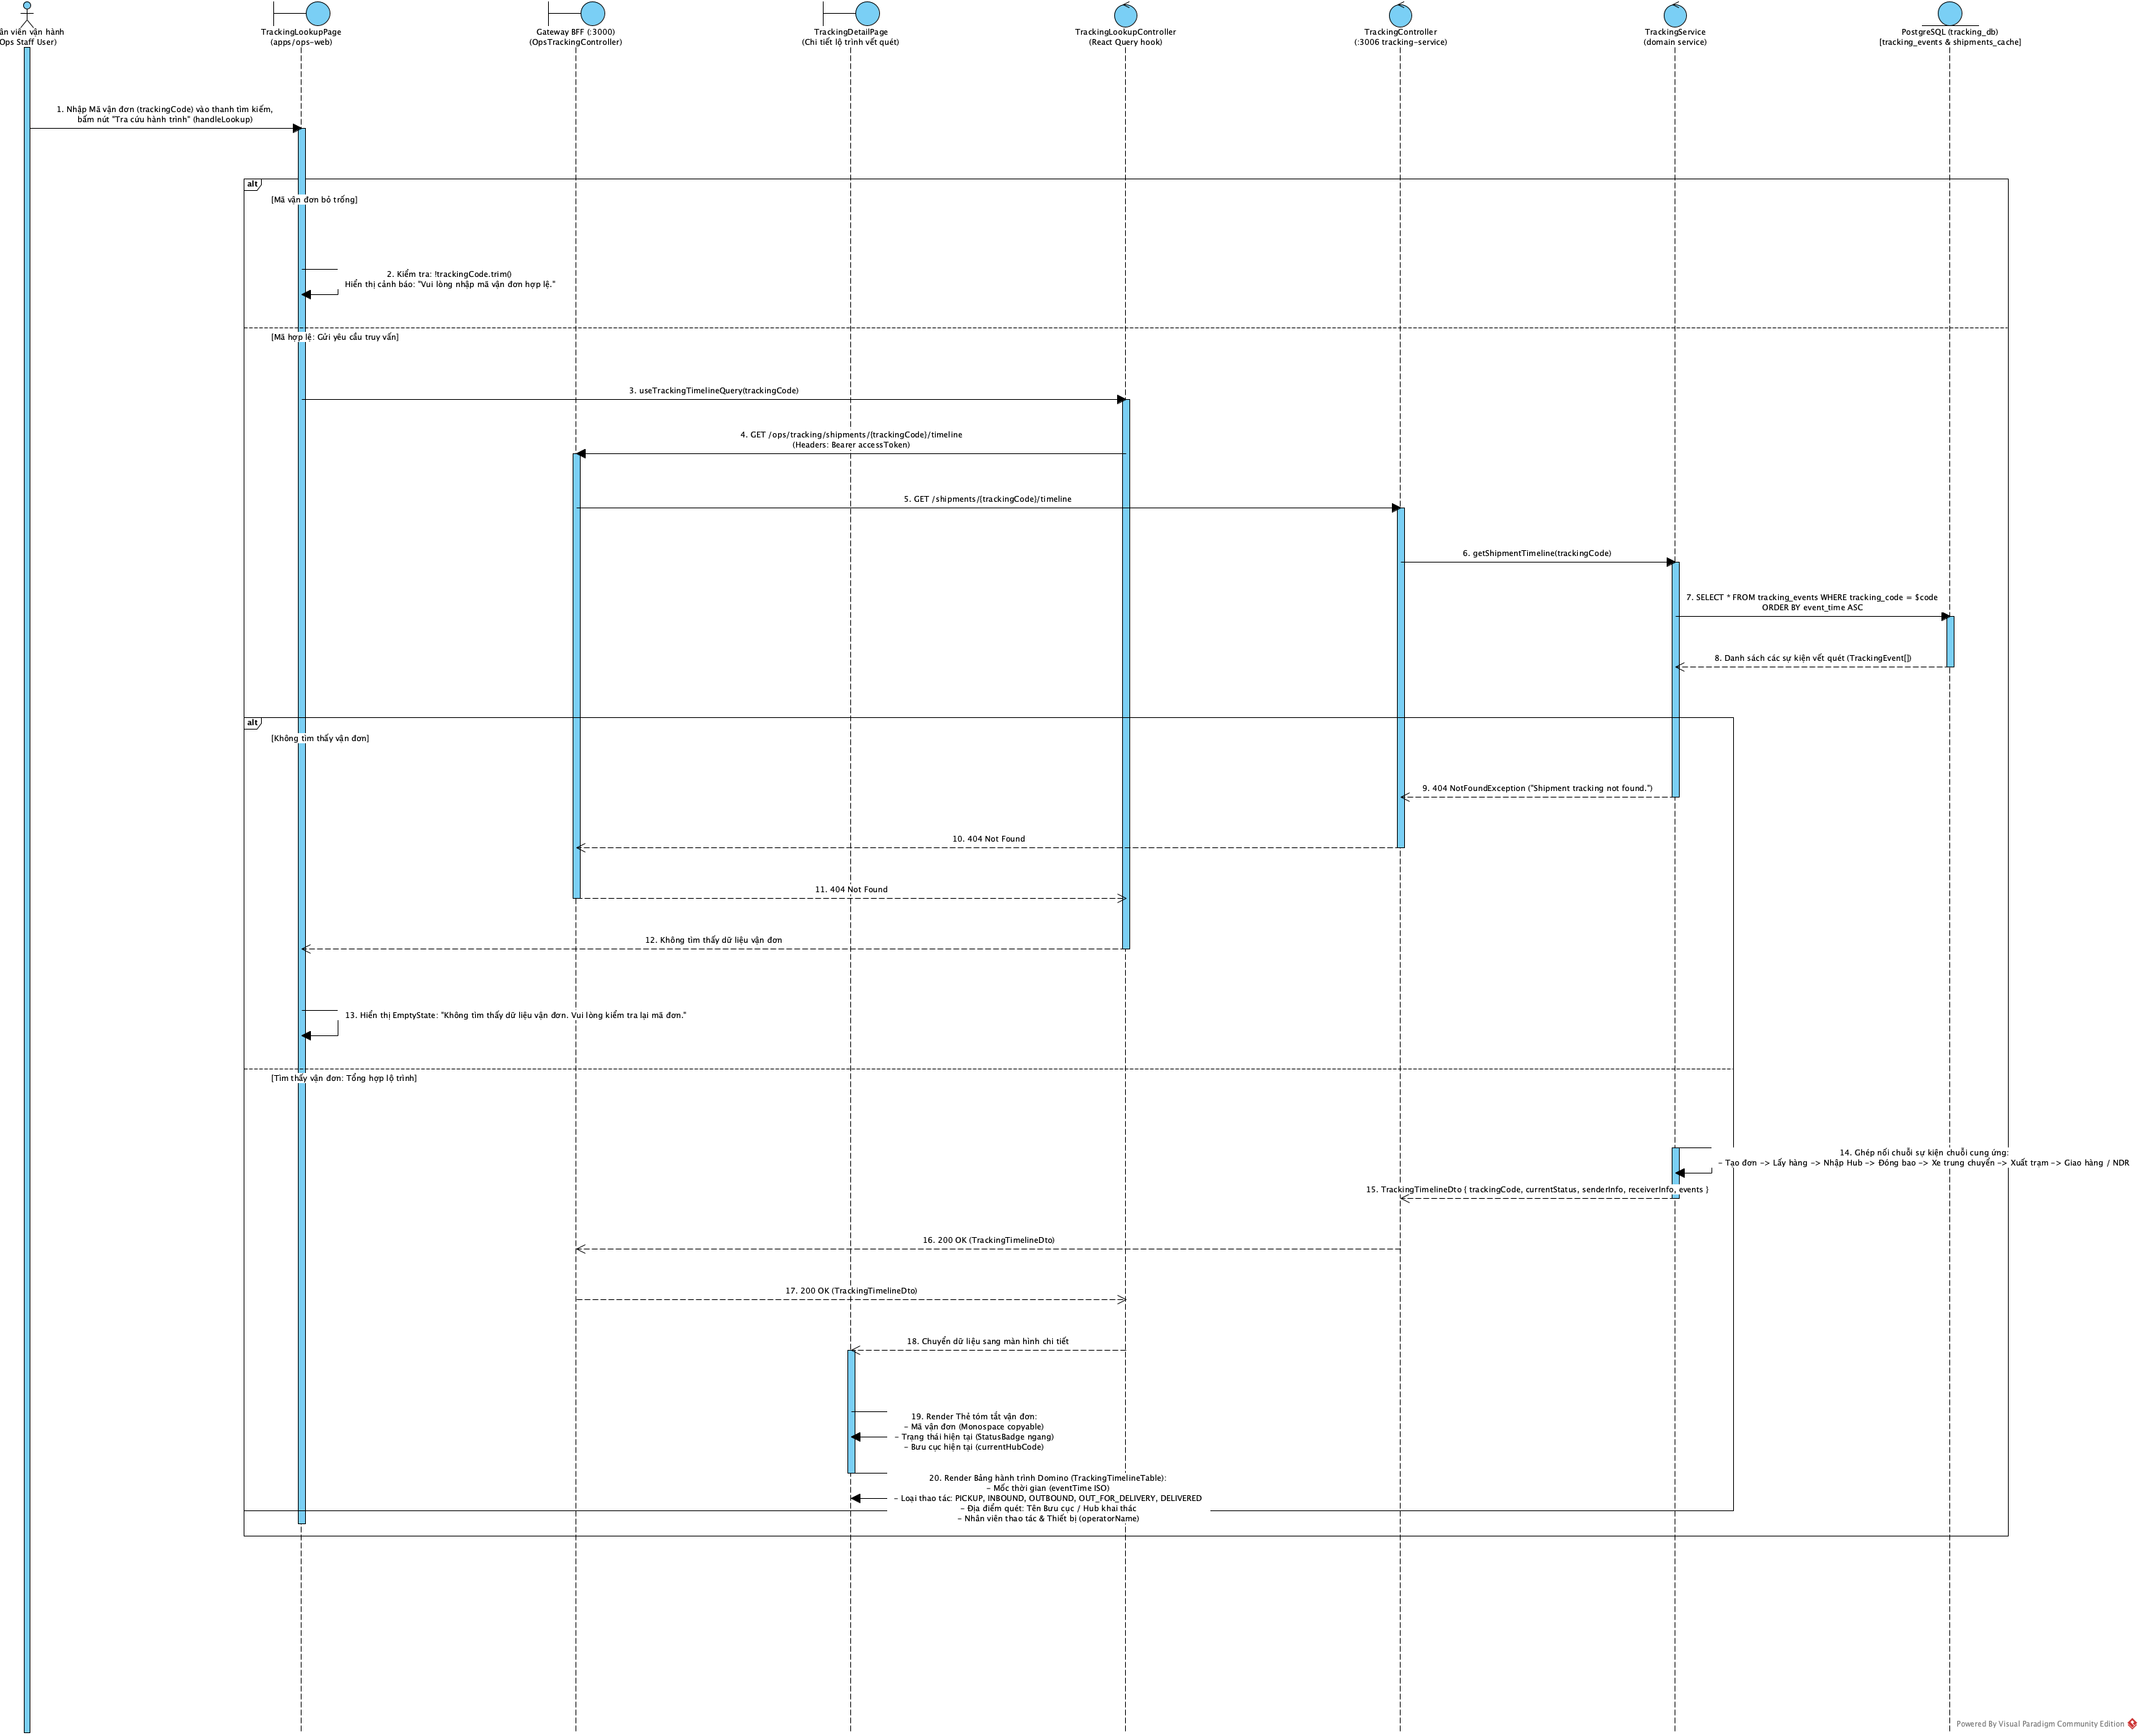 ân viên vận hành
Ops Staff User)
TrackingLookupPage
(apps/ops-web)
Gateway BFF (:3000)
(OpsTrackingController)
TrackingDetailPage
(Chi tiết lộ trình vết quét)
TrackingLookupController
(React Query hook)
TrackingController
(:3006 tracking-service)
TrackingService
(domain service)
PostgreSQL (tracking_db)
[tracking_events & shipments_cache]
1. Nhập Mã vận đơn (trackingCode) vào thanh tìm kiếm,
bấm nút "Tra cứu hành trình" (handleLookup)
alt
[Mã vận đơn bỏ trống]
2. Kiểm tra: !trackingCode.trim()
Hiển thị cảnh báo: "Vui lòng nhập mã vận đơn hợp lệ."
[Mã hợp lệ: Gửi yêu cầu truy vấn]
3. useTrackingTimelineQuery(trackingCode)
4. GET /ops/tracking/shipments/{trackingCode}/timeline
(Headers: Bearer accessToken)
5. GET /shipments/{trackingCode}/timeline
6. getShipmentTimeline(trackingCode)
7. SELECT * FROM tracking_events WHERE tracking_code = $code
ORDER BY event_time ASC
8. Danh sách các sự kiện vết quét (TrackingEvent[])
alt
[Không tìm thấy vận đơn]
9. 404 NotFoundException ("Shipment tracking not found.")
10. 404 Not Found
11. 404 Not Found
12. Không tìm thấy dữ liệu vận đơn
13. Hiển thị EmptyState: "Không tìm thấy dữ liệu vận đơn. Vui lòng kiểm tra lại mã đơn."
[Tìm thấy vận đơn: Tổng hợp lộ trình]
14. Ghép nối chuỗi sự kiện chuỗi cung ứng:
- Tạo đơn -> Lấy hàng -> Nhập Hub -> Đóng bao -> Xe trung chuyển -> Xuất trạm -> Giao hàng / NDR
15. TrackingTimelineDto { trackingCode, currentStatus, senderInfo, receiverInfo, events }
16. 200 OK (TrackingTimelineDto)
17. 200 OK (TrackingTimelineDto)
18. Chuyển dữ liệu sang màn hình chi tiết
19. Render Thẻ tóm tắt vận đơn:
- Mã vận đơn (Monospace copyable)
- Trạng thái hiện tại (StatusBadge ngang)
- Bưu cục hiện tại (currentHubCode)
20. Render Bảng hành trình Domino (TrackingTimelineTable):
- Mốc thời gian (eventTime ISO)
- Loại thao tác: PICKUP, INBOUND, OUTBOUND, OUT_FOR_DELIVERY, DELIVERED
- Địa điểm quét: Tên Bưu cục / Hub khai thác
- Nhân viên thao tác & Thiết bị (operatorName)
Powered By Visual Paradigm Community Edition